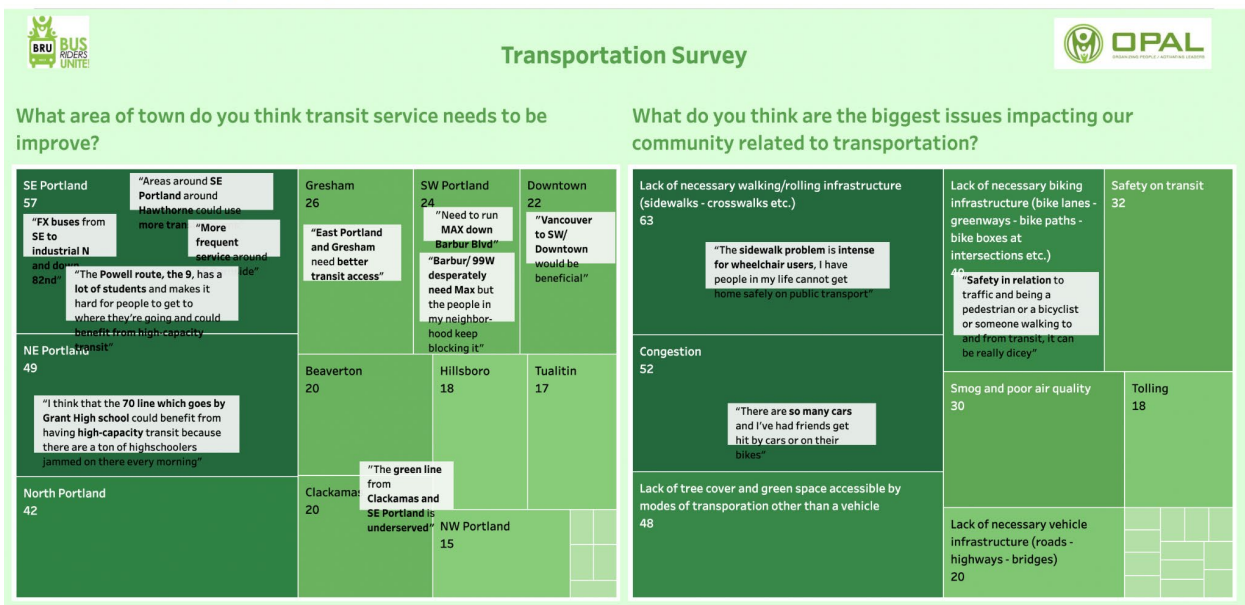 BRU BUS
RIDERS
UNITE!
Transportation Survey
OPAL
ORGANIZING PEOPLE / ACTIVATING LEADERS
What area of town do you think transit service needs to be
improve?
SE Portland
57
"Areas around SE
Portland around
Hawthorne could use
more tran
"FX buses from
SE to
industrial N
and down
82nd"
"More
frequent
service around
ide"
"The Powell route, the 9, has a
lot of students and makes it
hard for people to get to
where they're going and could
benefit from high-capacity
transit"
NE Portland
49
"I think that the 70 line which goes by
Grant High school could benefit from
having high-capacity transit because
there are a ton of highschoolers
jammed on there every morning"
North Portland
42
Gresham
26
"East Portland
and Gresham
need better
transit access"
SW Portland
24
"Need to run
MAX down
Barbur Blvd"
"Barbur/ 99W
desperately
need Max but
the people in
my neighbor-
hood keep
blocking it"
Downtown
22
"Vancouver
to SW/
Downtown
would be
beneficial"
Beaverton
20
Hillsboro
18
Tualitin
17
Clackamas
20
"The green line
from
Clackamas and
SE Portland is
underserved"
NW Portland
15
What do you think are the biggest issues impacting our
community related to transportation?
Lack of necessary walking/rolling infrastructure
(sidewalks - crosswalks etc.)
63
"The sidewalk problem is intense
for wheelchair users, I have
people in my life cannot get
home safely on public transport"
Congestion
52
"There are so many cars
and I've had friends get
hit by cars or on their
bikes"
Lack of tree cover and green space accessible by
modes of transporation other than a vehicle
48
Lack of necessary biking
infrastructure (bike lanes -
greenways - bike paths -
bike boxes at
intersections etc.)
"Safety in relation to
traffic and being a
pedestrian or a bicyclist
or someone walking to
and from transit, it can
be really dicey"
Safety on transit
32
Smog and poor air quality
30
Tolling
18
Lack of necessary vehicle
infrastructure (roads -
highways - bridges)
20